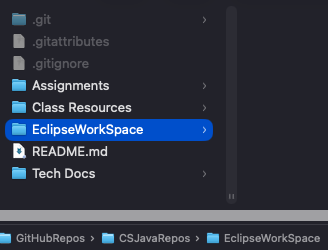 .git
.gitattributes
.gitignore
Assignments
Class Resources
EclipseWorkSpace
README.md
Tech Docs
GitHubRepos › CSJavaRepos › EclipseWorkSpace